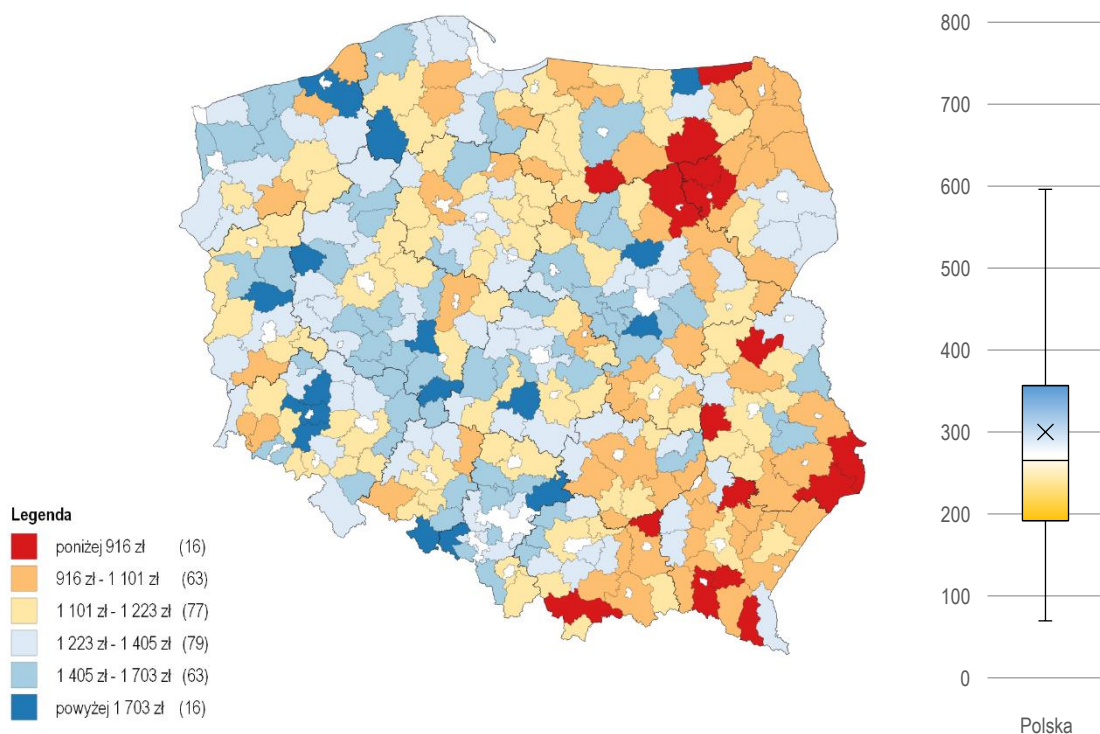 Legenda
poniżej 916 zł (16)
916 zł - 1 101 zł (63)
1 101 zł - 1 223 zł (77)
1 223 zł - 1 405 zł (79)
1 405 zł - 1 703 zł (63)
powyżej 1 703 zł (16)
800
700
600
500
400
300
200
100
0
Polska